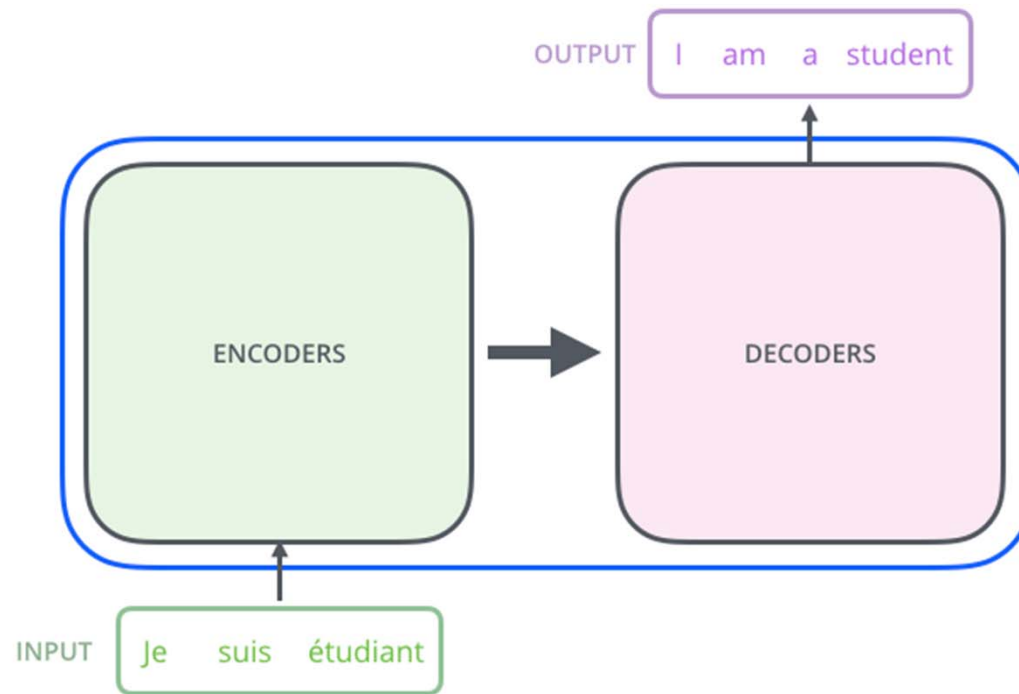 OUTPUT I am a student
ENCODERS DECODERS
INPUT Je suis étudiant